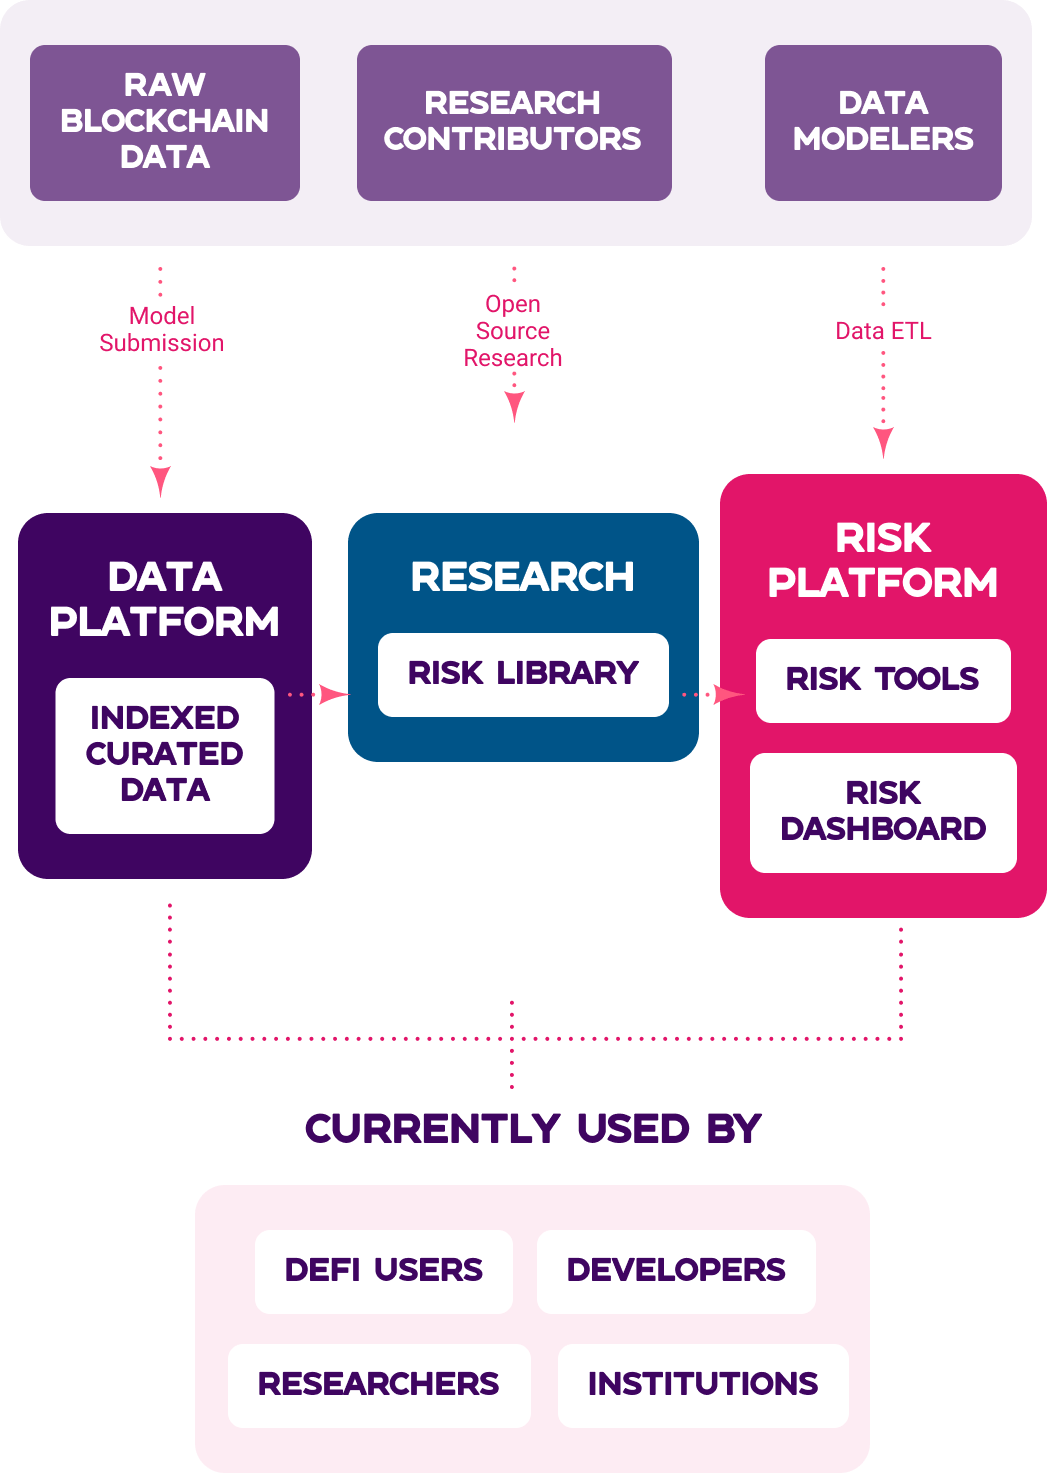 RAW
BLOCKCHAIN
DATA
RESEARCH
CONTRIBUTORS
DATA
MODELERS
Model
Submission
Open
Source
Research
Data ETL
DATA
PLATFORM
INDEXED
CURATED
DATA
RESEARCH
RISK LIBRARY
RISK
PLATFORM
RISK TOOLS
RISK
DASHBOARD
CURRENTLY USED BY
DEFI USERS
DEVELOPERS
RESEARCHERS
INSTITUTIONS